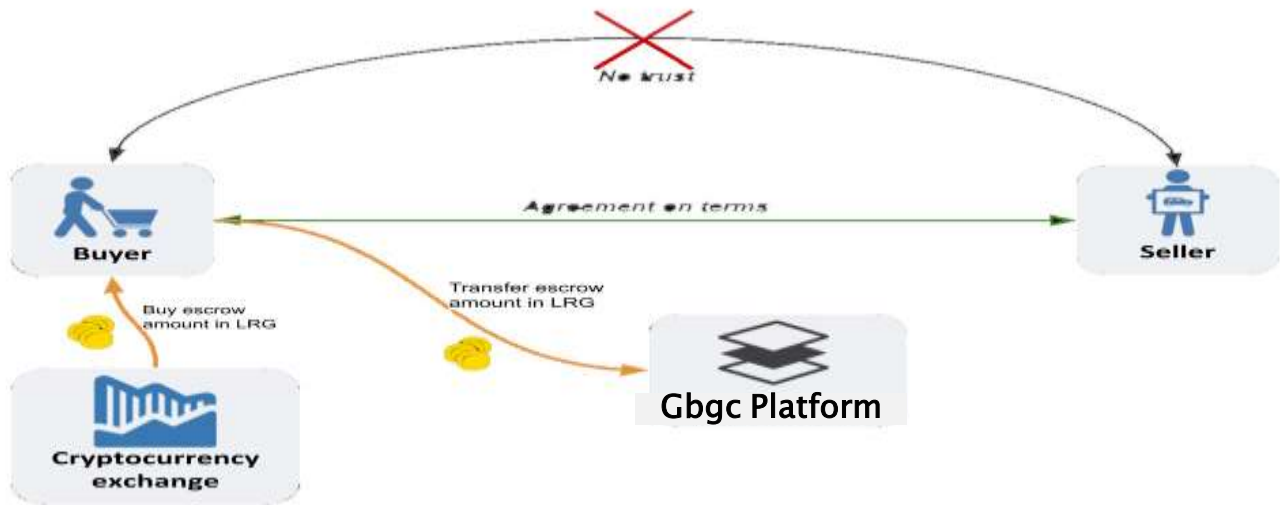 No trust
Agreement on terms
Buyer
Seller
Transfer escrow
amount in LRG
Buy escrow
amount in LRG
Gbgc Platform
Cryptocurrency
exchange